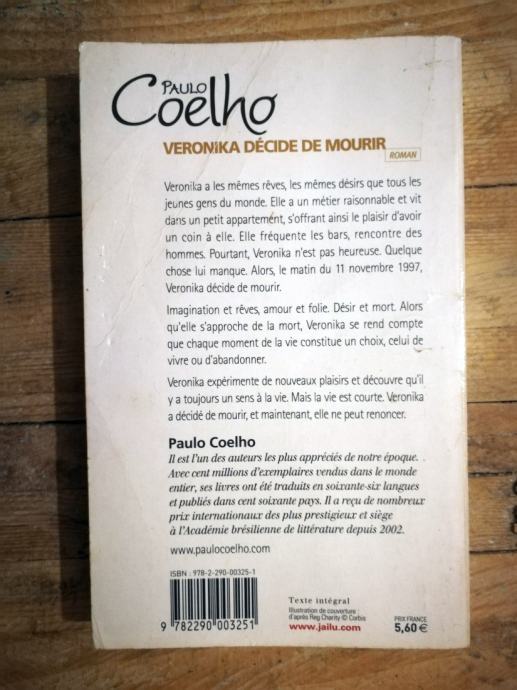 PAULO
Coelho
VERONIKA DÉCIDE DE MOURIR
ROMAN
Veronika a les mêmes rêves, les mêmes désirs que tous les
jeunes gens du monde. Elle a un métier raisonnable et vit
dans un petit appartement, s'offrant ainsi le plaisir d'avoir
un coin à elle. Elle fréquente les bars, rencontre des
hommes. Pourtant, Veronika n'est pas heureuse. Quelque
chose lui manque. Alors, le matin du 11 novembre 1997,
Veronika décide de mourir.
Imagination et rêves, amour et folie. Désir et mort. Alors
qu'elle s'approche de la mort, Veronika se rend compte
que chaque moment de la vie constitue un choix, celui de
vivre ou d'abandonner.
Veronika expérimente de nouveaux plaisirs et découvre qu'il
y a toujours un sens à la vie. Mais la vie est courte. Veronika
a décidé de mourir, et maintenant, elle ne peut renoncer.
Paulo Coelho
Il est l'un des auteurs les plus appréciés de notre époque.
Avec cent millions d'exemplaires vendus dans le monde
entier, ses livres ont été traduits en soixante-six langues
et publiés dans cent soixante pays. Il a reçu de nombreux
prix internationaux des plus prestigieux et siège
à l'Académie brésilienne de littérature depuis 2002.
www.paulocoelho.com
ISBN : 978-2-290-00325-1
9 782290 003251
Texte intégral
Illustration de couverture :
d'après Reg Charity © Corbis
www.jailu.com
PRIX FRANCE
5,60 €